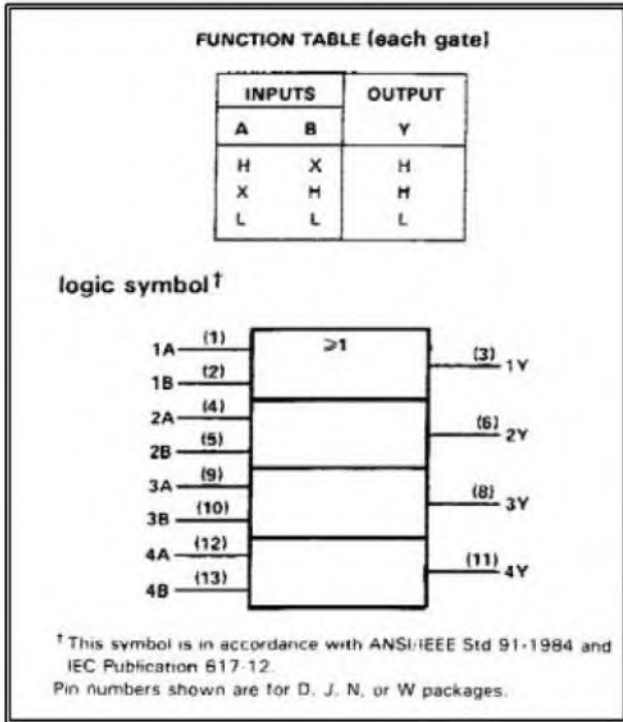 FUNCTION TABLE (each gate)
INPUTS OUTPUT
A B Y
H X H
X H H
L L L
logic symbol†
1A (1) ≥1 (3) 1Y
1B (2)
2A (4) (6) 2Y
2B (5)
3A (9) (8) 3Y
3B (10)
4A (12) (11) 4Y
4B (13)
† This symbol is in accordance with ANSI/IEEE Std 91-1984 and
IEC Publication 617-12.
Pin numbers shown are for D, J, N, or W packages.